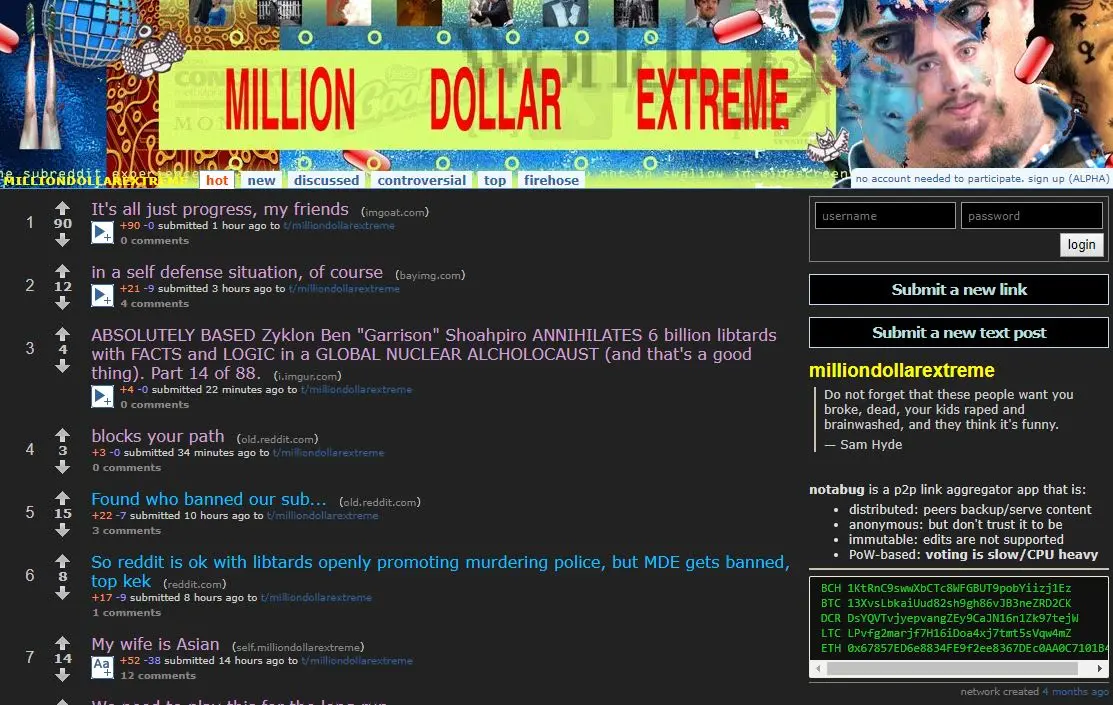 MILLION DOLLAR EXTREME
MILLIONDOLLAREXTREME hot new discussed controversial top firehose
no account needed to participate. sign up (ALPHA)
1
90
It's all just progress, my friends (imgoat.com)
+90 -0 submitted 1 hour ago to t/milliondollarextreme
0 comments
2
12
in a self defense situation, of course (bayimg.com)
+21 -9 submitted 3 hours ago to t/milliondollarextreme
4 comments
3
4
ABSOLUTELY BASED Zyklon Ben "Garrison" Shoahpiro ANNIHILATES 6 billion libtards
with FACTS and LOGIC in a GLOBAL NUCLEAR ALCHOLOCAUST (and that's a good
thing). Part 14 of 88. (i.imgur.com)
+4 -0 submitted 22 minutes ago to t/milliondollarextreme
0 comments
4
3
blocks your path (old.reddit.com)
+3 -0 submitted 34 minutes ago to t/milliondollarextreme
0 comments
5
15
Found who banned our sub... (old.reddit.com)
+22 -7 submitted 10 hours ago to t/milliondollarextreme
3 comments
6
8
So reddit is ok with libtards openly promoting murdering police, but MDE gets banned,
top kek (reddit.com)
+17 -9 submitted 8 hours ago to t/milliondollarextreme
1 comments
7
14
My wife is Asian (self.milliondollarextreme)
Aa
+52 -38 submitted 14 hours ago to t/milliondollarextreme
12 comments
We need to play this for the long run
username password
login
Submit a new link
Submit a new text post
milliondollarextreme
Do not forget that these people want you
broke, dead, your kids raped and
brainwashed, and they think it's funny.
— Sam Hyde
notabug is a p2p link aggregator app that is:
• distributed: peers backup/serve content
• anonymous: but don't trust it to be
• immutable: edits are not supported
• PoW-based: voting is slow/CPU heavy
BCH 1KtRnC9swwXbCTc8WFGBUT9pobYiizj1Ez
BTC 13XvsLbkaiUud82sh9gh86vJB3neZRD2CK
DCR DsYQVTvjyepvangZEy9CaJN16n1Zk97tejW
LTC LPvfg2marjf7H16iDoa4xj7tmt5sVqw4mZ
ETH 0x67857ED6e8834FE9f2ee8367DEc0AA0C7101B4
network created 4 months ago